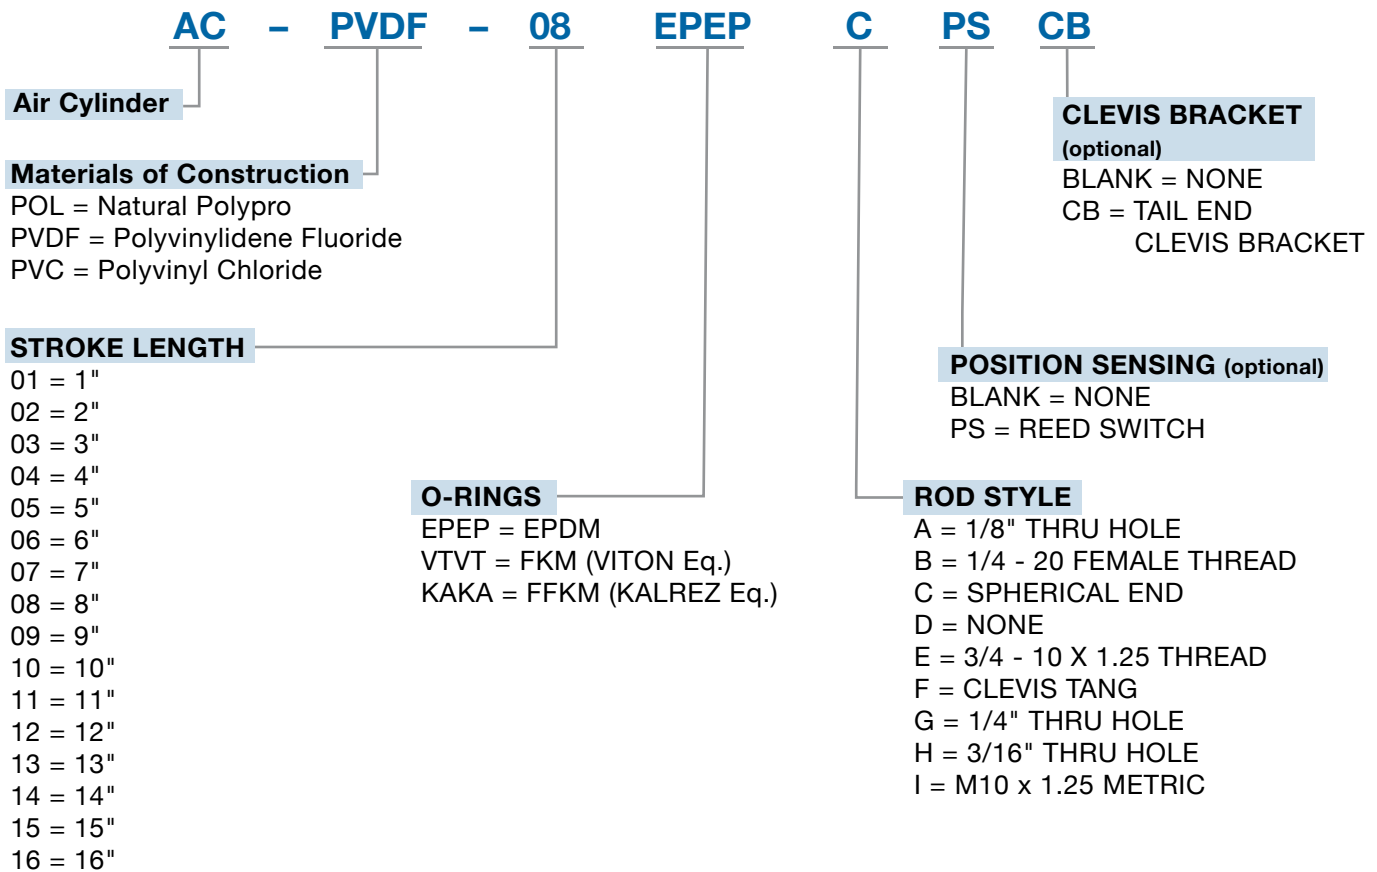 AC – PVDF – 08 EPEP C PS CB
Air Cylinder
Materials of Construction
POL = Natural Polypro
PVDF = Polyvinylidene Fluoride
PVC = Polyvinyl Chloride
STROKE LENGTH
01 = 1"
02 = 2"
03 = 3"
04 = 4"
05 = 5"
06 = 6"
07 = 7"
08 = 8"
09 = 9"
10 = 10"
11 = 11"
12 = 12"
13 = 13"
14 = 14"
15 = 15"
16 = 16"
O-RINGS
EPEP = EPDM
VTVT = FKM (VITON Eq.)
KAKA = FFKM (KALREZ Eq.)
ROD STYLE
A = 1/8" THRU HOLE
B = 1/4 - 20 FEMALE THREAD
C = SPHERICAL END
D = NONE
E = 3/4 - 10 X 1.25 THREAD
F = CLEVIS TANG
G = 1/4" THRU HOLE
H = 3/16" THRU HOLE
I = M10 x 1.25 METRIC
POSITION SENSING (optional)
BLANK = NONE
PS = REED SWITCH
CLEVIS BRACKET
(optional)
BLANK = NONE
CB = TAIL END
CLEVIS BRACKET